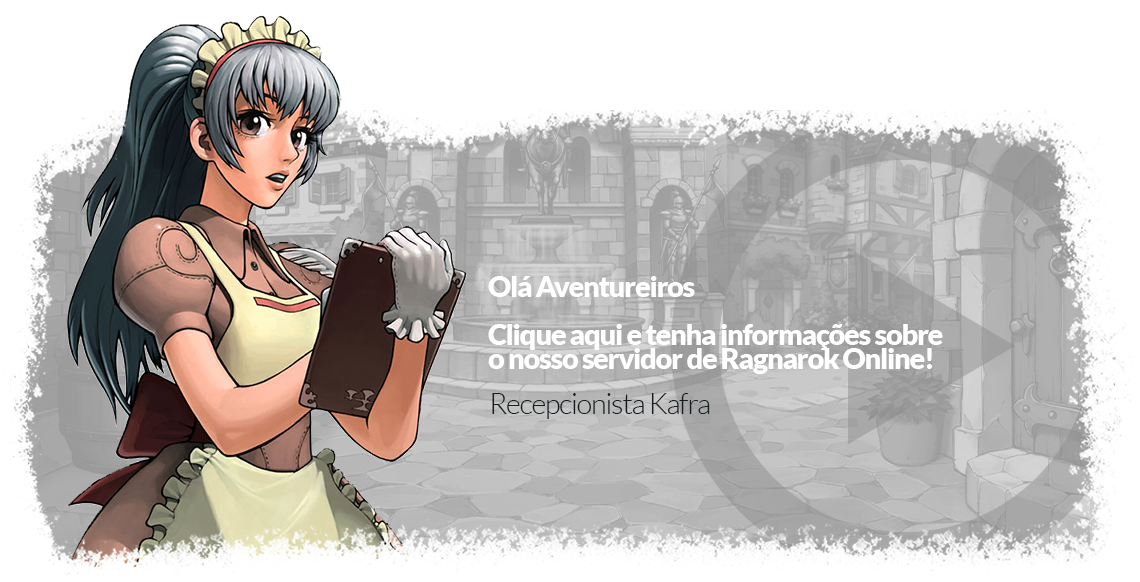 Olá Aventureiros
Clique aqui e tenha informações sobre
o nosso servidor de Ragnarok Online!
Recepcionista Kafra